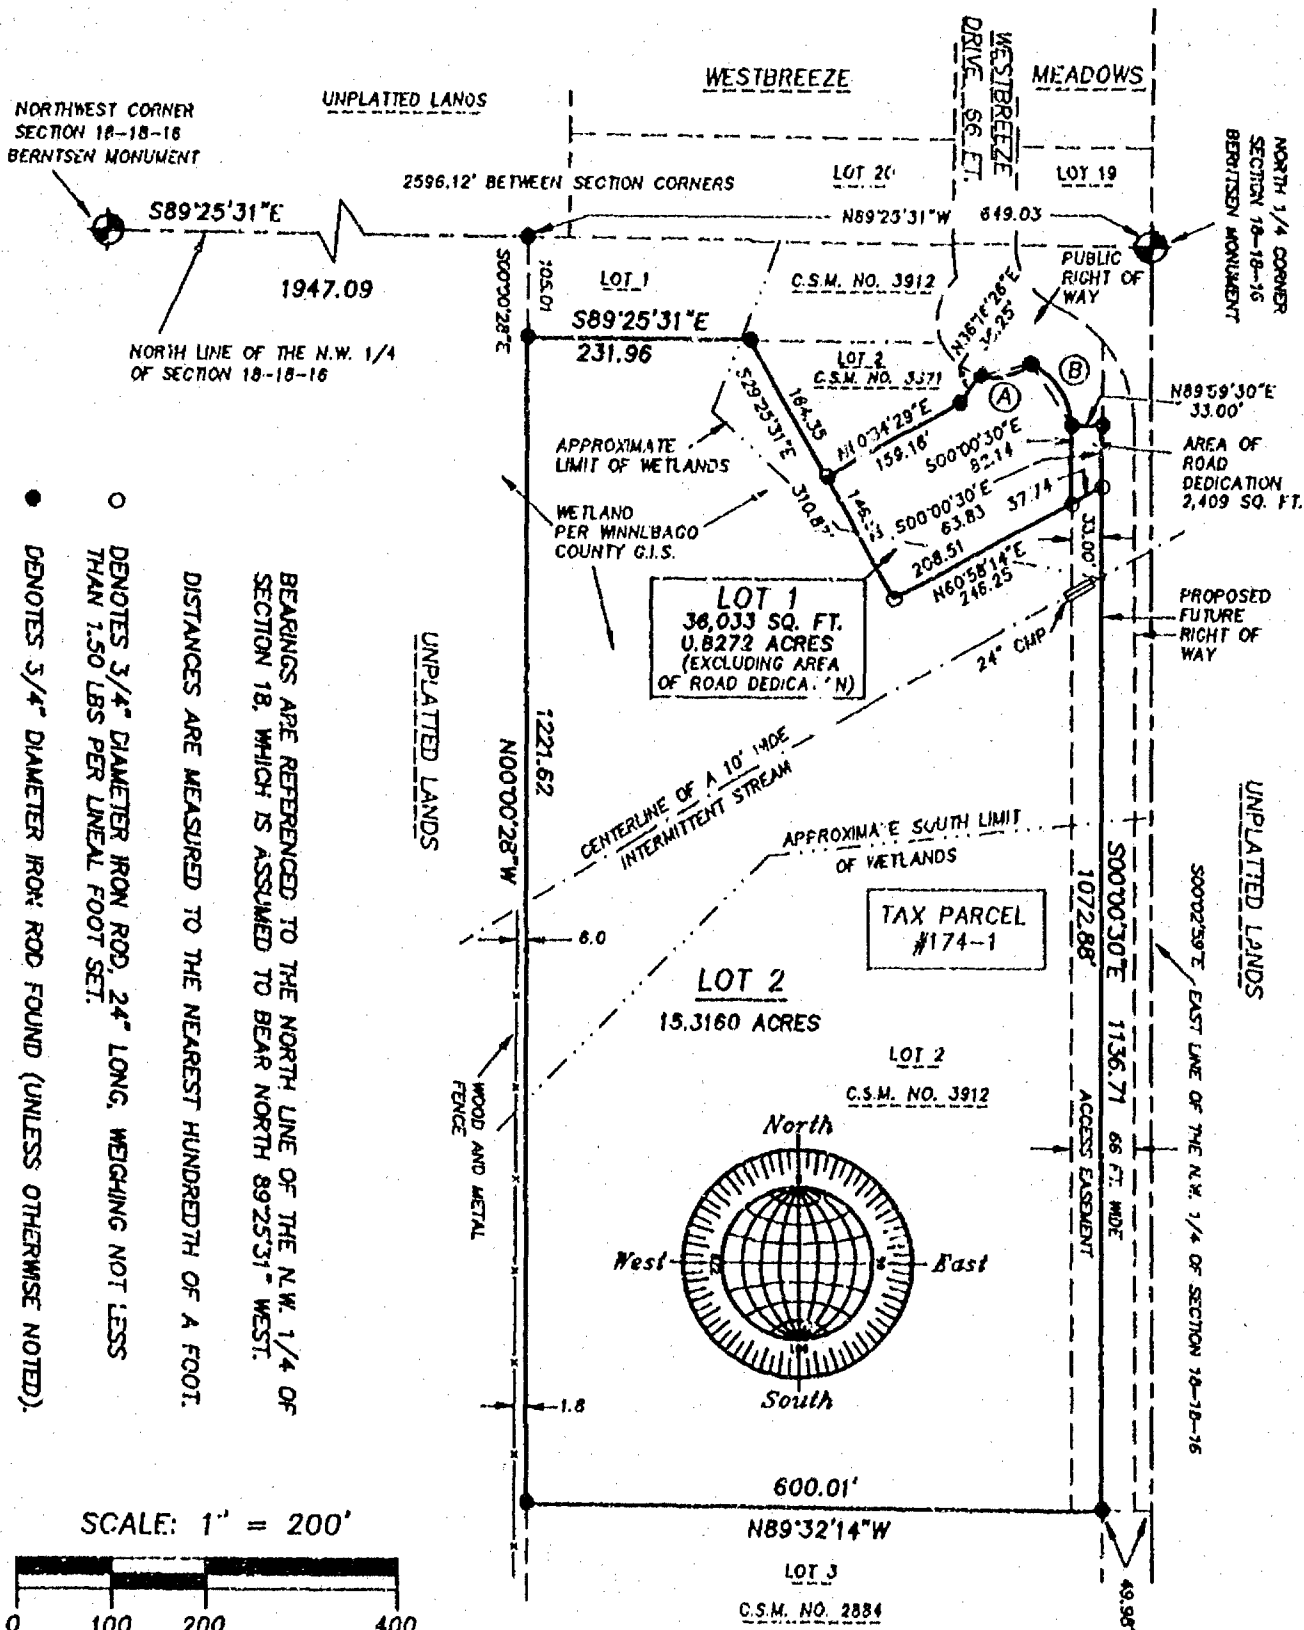 WESTBREEZE
MEADOWS
WESTBREEZE
DRIVE 66 FT.
UNPLATTED LANDS
NORTHWEST CORNER
SECTION 18-18-16
BERNTSEN MONUMENT
NORTH 1/4 CORNER
SECTION 18-18-16
BERNTSEN MONUMENT
LOT 20
LOT 19
2596.12' BETWEEN SECTION CORNERS
S89°25'31"E
N89°25'31"W 649.03
1947.09
105.01
S00°00'28"E
LOT 1
C.S.M. NO. 3912
PUBLIC
RIGHT OF
WAY
NORTH LINE OF THE N.W. 1/4
OF SECTION 18-18-16
S89°25'31"E
231.96
LOT 2
C.S.M. NO. 3371
A
B
N89°59'30"E
33.00'
164.35
S29°25'31"E
310.87
159.16'
S00°00'30"E
82.14
APPROXIMATE
LIMIT OF WETLANDS
AREA OF
ROAD
DEDICATION
2,409 SQ. FT.
WETLAND
PER WINNEBAGO
COUNTY G.I.S.
S00°00'30"E
63.83
37.14
208.51
N60°58'14"E
246.25
33.00'
LOT 1
36,033 SQ. FT.
0.8272 ACRES
(EXCLUDING AREA
OF ROAD
24" CMP
PROPOSED
FUTURE
RIGHT OF
WAY
UNPLATTED LANDS
1221.62
N00°00'28"W
CENTERLINE OF A 10' WIDE
INTERMITTENT STREAM
APPROXIMATE SOUTH LIMIT
OF WETLANDS
UNPLATTED LANDS
TAX PARCEL
#174-1
6.0
LOT 2
15.3160 ACRES
S00°00'30"E 1136.71 66 FT. WIDE
1072.88' ACCESS EASEMENT
S00°02'59"E EAST LINE OF THE N.W. 1/4 OF SECTION 18-18-16
LOT 2
C.S.M. NO. 3912
WOOD AND METAL
FENCE
North
West
East
South
1.8
600.01'
N89°32'14"W
49.98'
LOT 3
C.S.M. NO. 2884
BEARINGS ARE REFERENCED TO THE NORTH LINE OF THE N.W. 1/4 OF
SECTION 18, WHICH IS ASSUMED TO BEAR NORTH 89°25'31" WEST.
DISTANCES ARE MEASURED TO THE NEAREST HUNDREDTH OF A FOOT.
DENOTES 3/4" DIAMETER IRON ROD, 24" LONG, WEIGHING NOT LESS
THAN 1.50 LBS PER LINEAL FOOT SET.
DENOTES 3/4" DIAMETER IRON ROD FOUND (UNLESS OTHERWISE NOTED).
SCALE: 1" = 200'
0 100 200 400